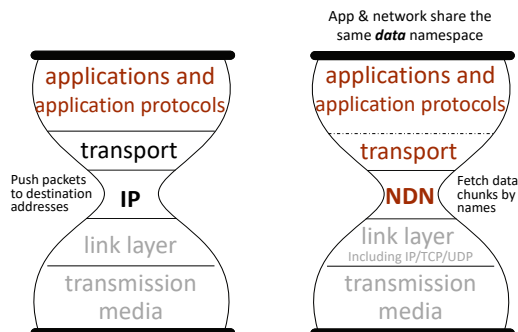 App & network share the
same data namespace
applications and
application protocols
transport
Push packets
to destination
addresses
IP
link layer
transmission
media
applications and
application protocols
transport
NDN
Fetch data
chunks by
names
link layer
Including IP/TCP/UDP
transmission
media